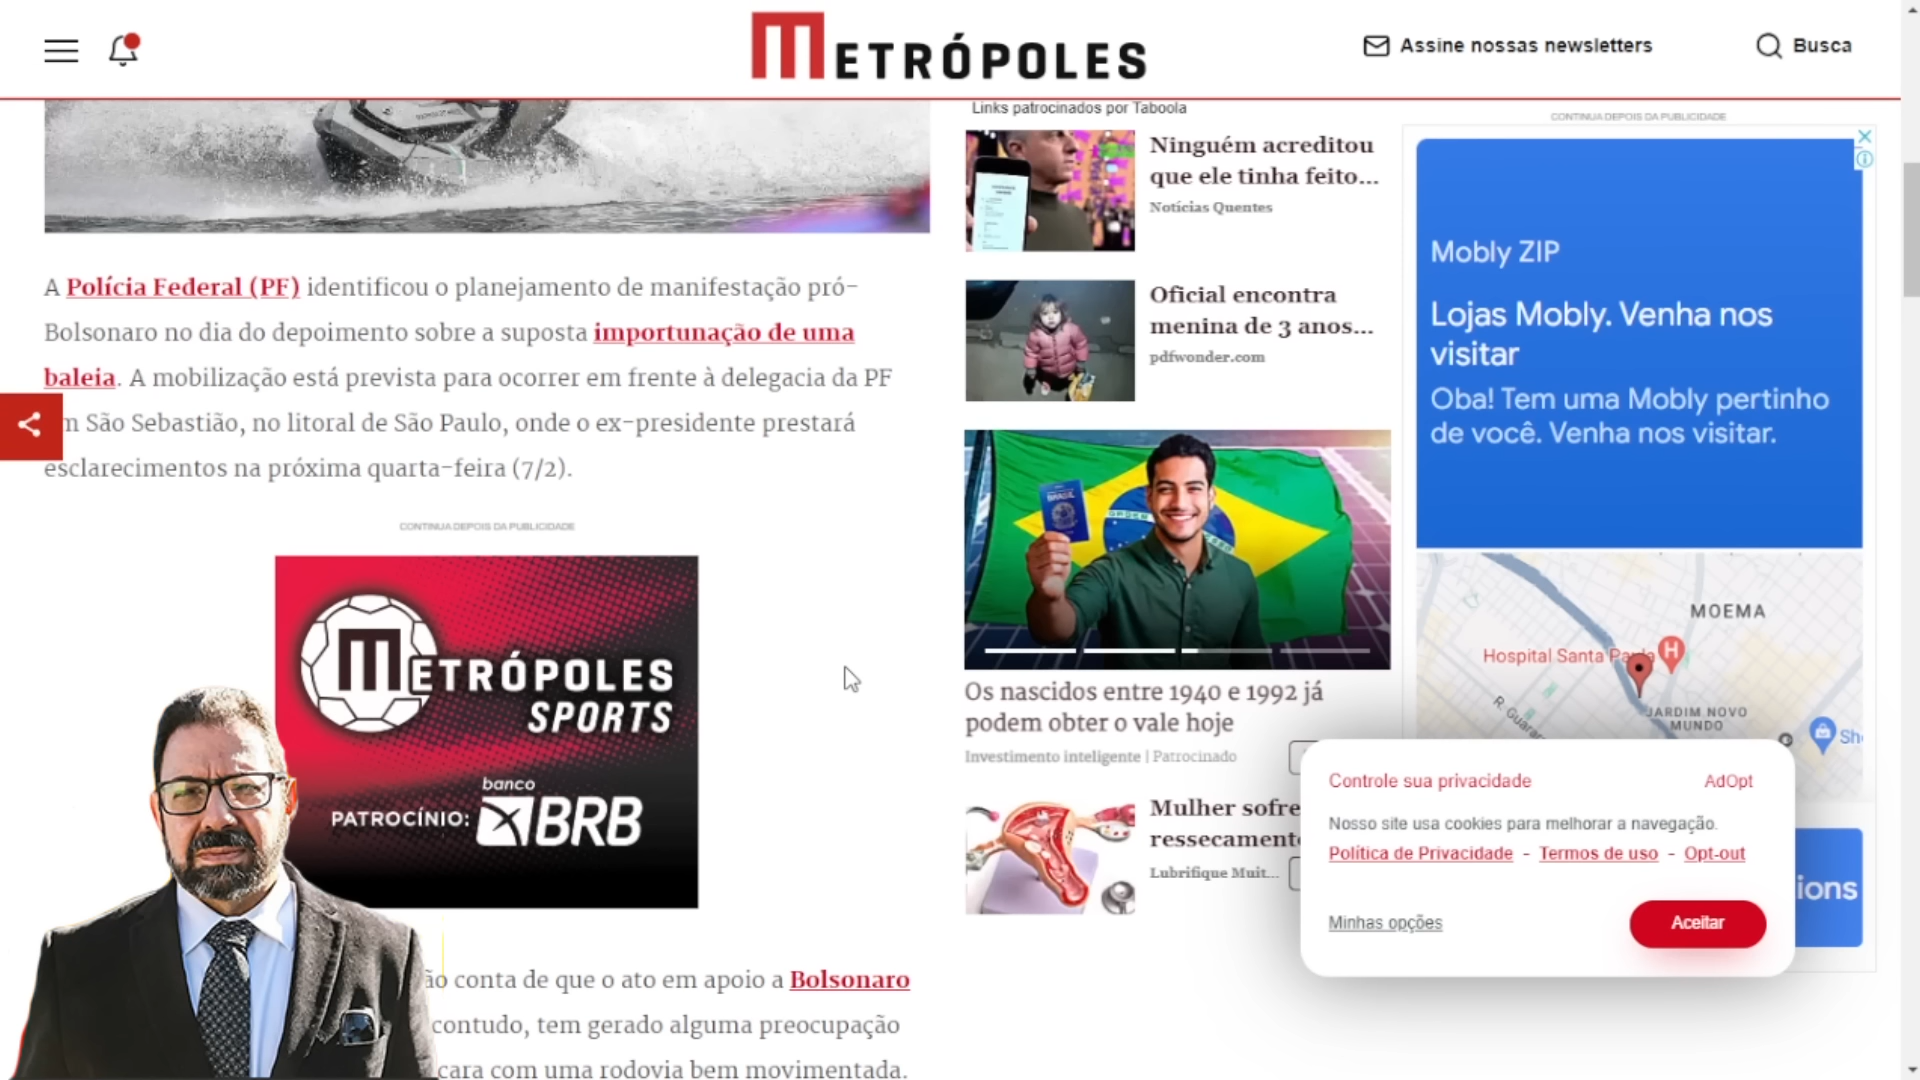 METRÓPOLES
Assine nossas newsletters
Busca
A Polícia Federal (PF) identificou o planejamento de manifestação pró-
Bolsonaro no dia do depoimento sobre a suposta importunação de uma
baleia. A mobilização está prevista para ocorrer em frente à delegacia da PF
São Sebastião, no litoral de São Paulo, onde o ex-presidente prestará
esclarecimentos na próxima quarta-feira (7/2).
CONTINUA DEPOIS DA PUBLICIDADE
METRÓPOLES
SPORTS
PATROCÍNIO:
banco
BRB
conta de que o ato em apoio a Bolsonaro
contudo, tem gerado alguma preocupação
com uma rodovia bem movimentada.
Links patrocinados por Taboola
Ninguém acreditou
que ele tinha feito...
Notícias Quentes
Oficial encontra
menina de 3 anos...
pdfwonder.com
BRASIL
Os nascidos entre 1940 e 1992 já
podem obter o vale hoje
Investimento inteligente | Patrocinado
Mulher sofre
Lubrifique Muit...
CONTINUA DEPOIS DA PUBLICIDADE
Mobly ZIP
Lojas Mobly. Venha nos
visitar
Oba! Tem uma Mobly pertinho
de você. Venha nos visitar.
MOEMA
Hospital Santa
H
JARDIM NOVO
MUNDO
Controle sua privacidade
AdOpt
Nosso site usa cookies para melhorar a navegação.
Política de Privacidade - Termos de uso - Opt-out
Minhas opções
Aceitar